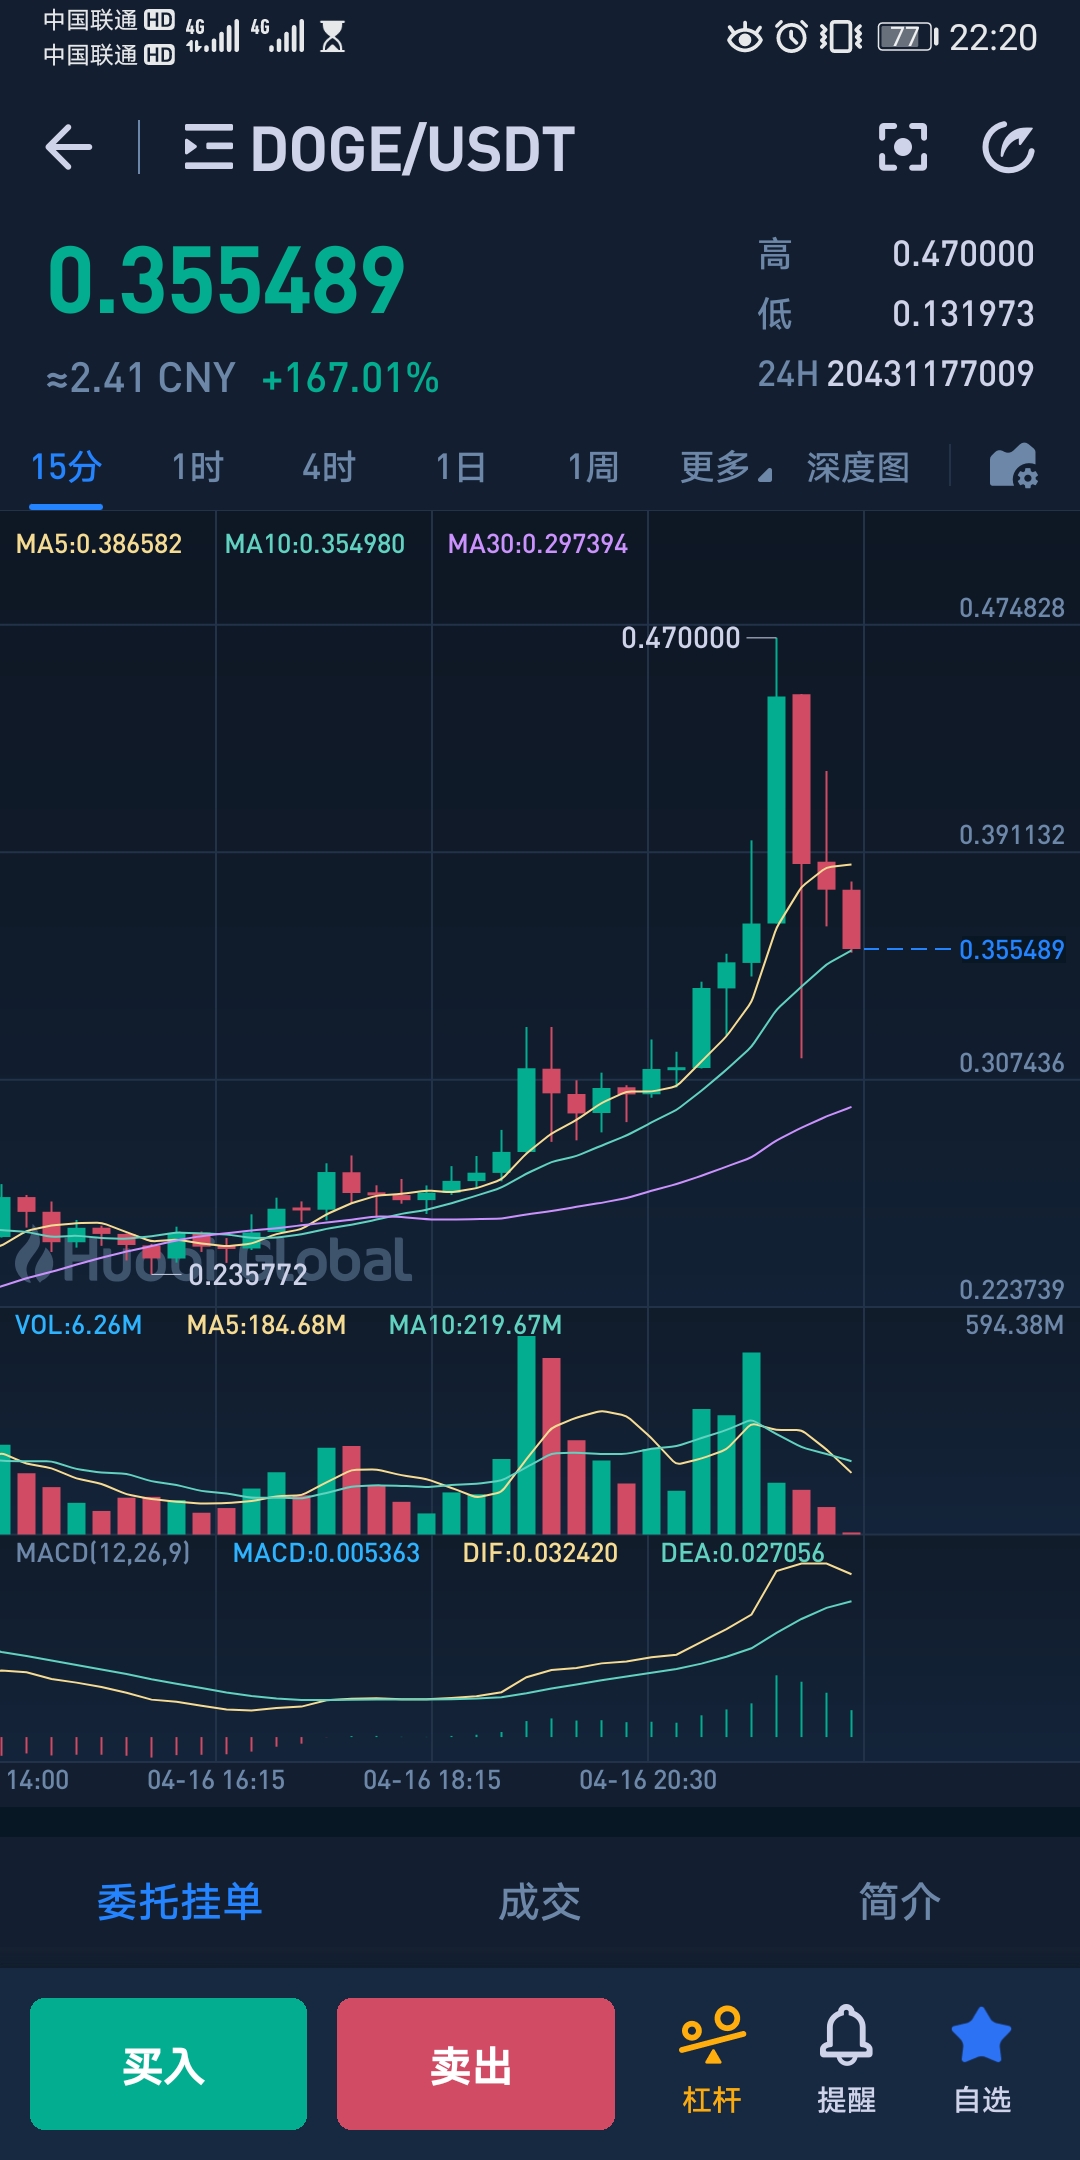 中国联通 HD 4G 4G 77 22:20
中国联通 HD
DOGE/USDT
0.355489
≈2.41 CNY +167.01%
高 0.470000
低 0.131973
24H 20431177009
15分 1时 4时 1日 1周 更多 深度图
MA5:0.386582 MA10:0.354980 MA30:0.297394
0.474828
0.470000
0.391132
0.355489
0.307436
Huobi Global
0.235772
0.223739
VOL:6.26M MA5:184.68M MA10:219.67M 594.38M
MACD(12,26,9) MACD:0.005363 DIF:0.032420 DEA:0.027056
14:00 04-16 16:15 04-16 18:15 04-16 20:30
委托挂单 成交 简介
买入 卖出 杠杆 提醒 自选